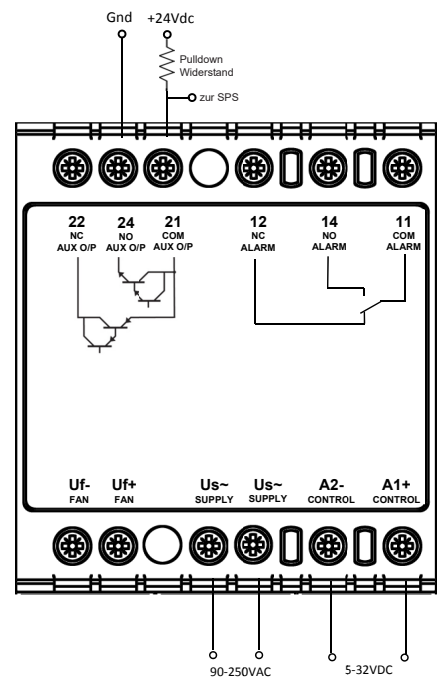 Gnd +24Vdc
Pulldown
Widerstand
zur SPS
22 24 21 12 14 11
NC NO COM NC NO COM
AUX O/P AUX O/P AUX O/P ALARM ALARM ALARM
Uf- Uf+ Us~ Us~ A2- A1+
FAN FAN SUPPLY SUPPLY CONTROL CONTROL
90-250VAC 5-32VDC